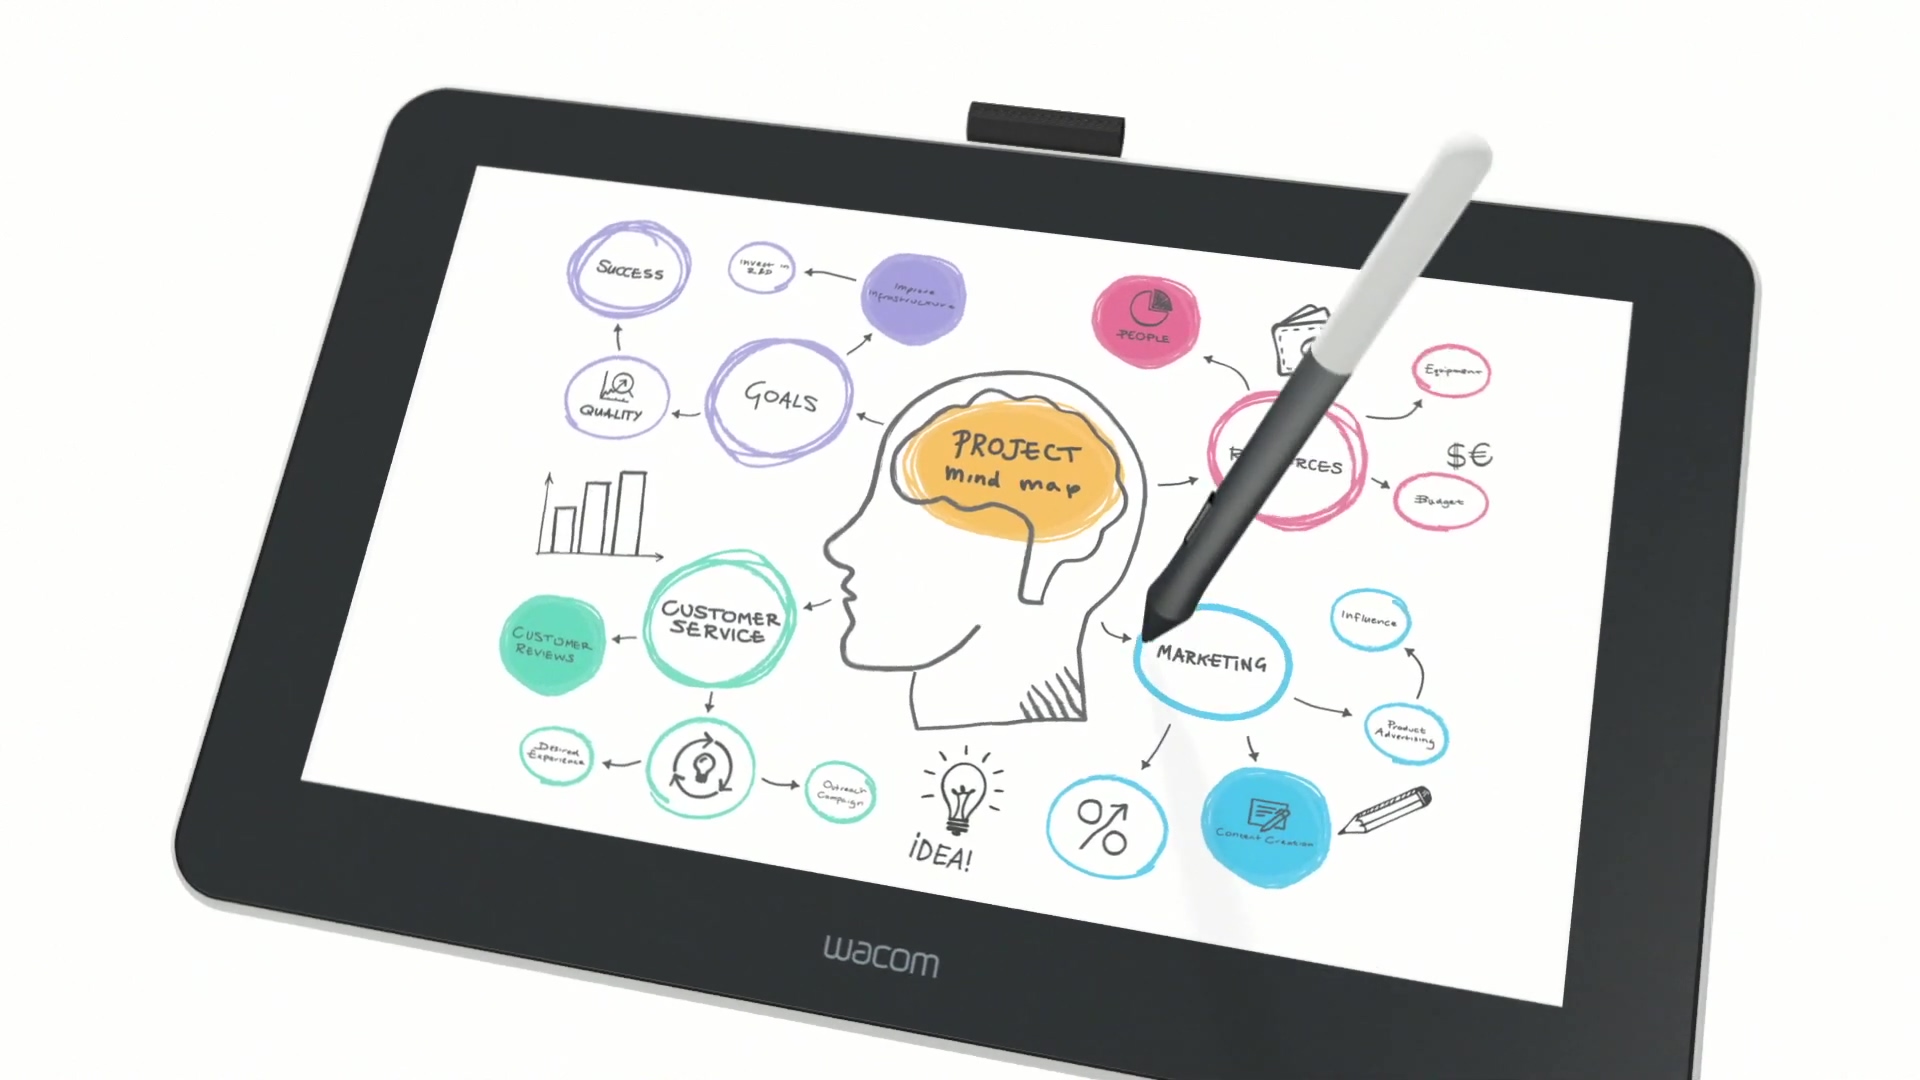 SUCCESS
Invest in
R&D
Improve
Infrastructure
QUALITY
GOALS
PROJECT
mind map
PEOPLE
Equipment
$€
Budget
CUSTOMER
SERVICE
CUSTOMER
REVIEWS
Desired
Experience
Outreach
Campaign
iDEA!
MARKETiNG
Influence
Product
Advertising
%
Content Creation
wacom